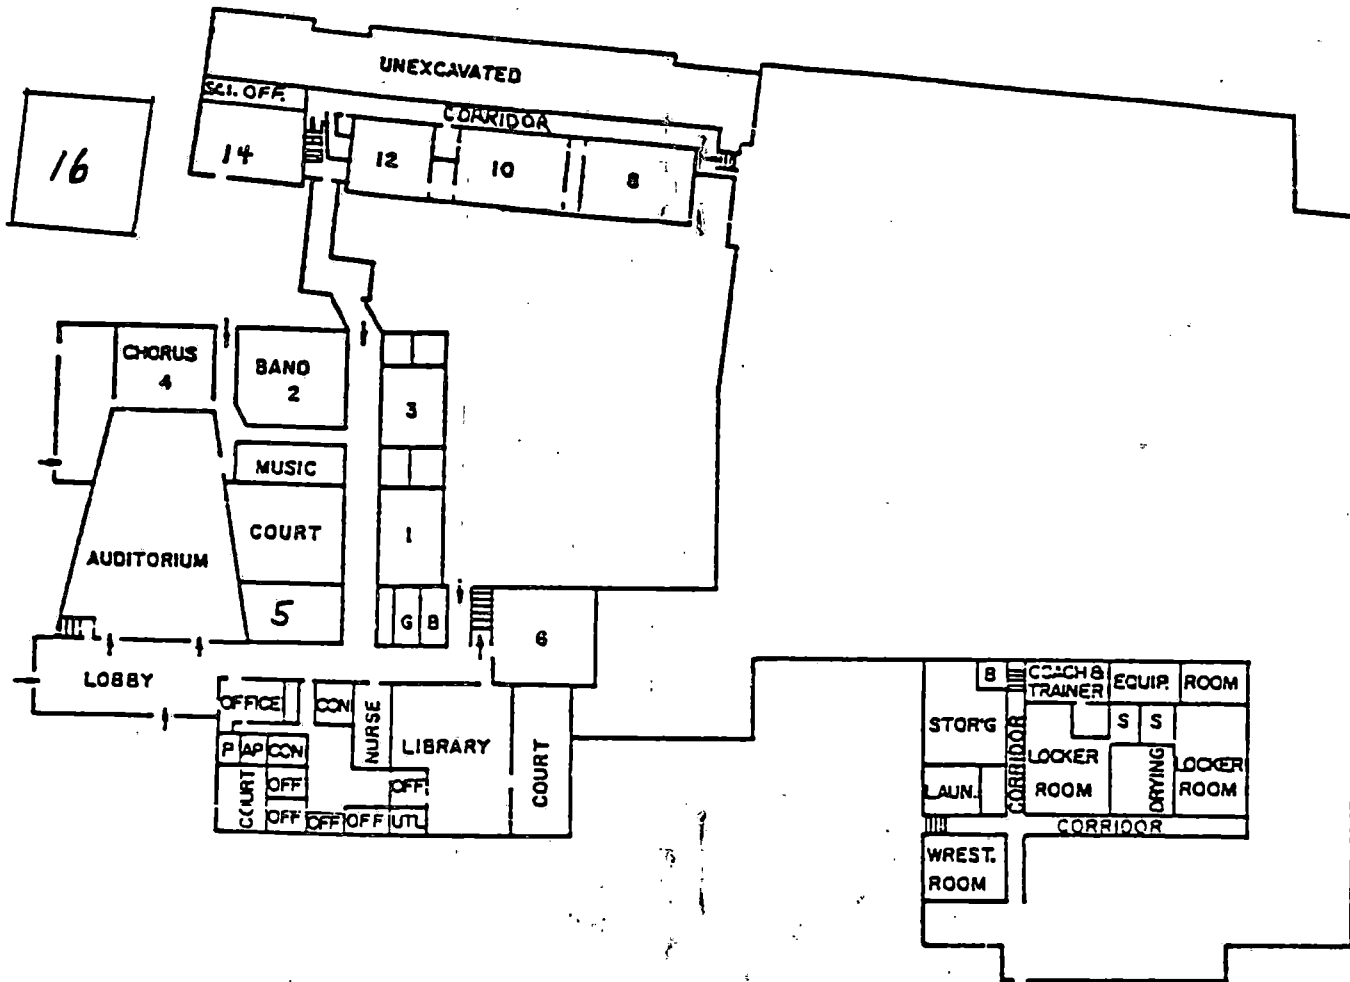 UNEXCAVATED
SCI. OFF.
CORRIDOR
16
14
12
10
8
CHORUS
4
BAND
2
3
MUSIC
COURT
1
AUDITORIUM
5
G
B
6
LOBBY
OFFICE
CON
NURSE
LIBRARY
COURT
P
AP
CON
COURT
OFF
OFF
OFF
OFF
OFF
UTL
B
COACH &
TRAINER
EQUIP.
ROOM
STOR'G
CORRIDOR
S
S
LOCKER
ROOM
DRYING
LOCKER
ROOM
LAUN.
CORRIDOR
WREST.
ROOM